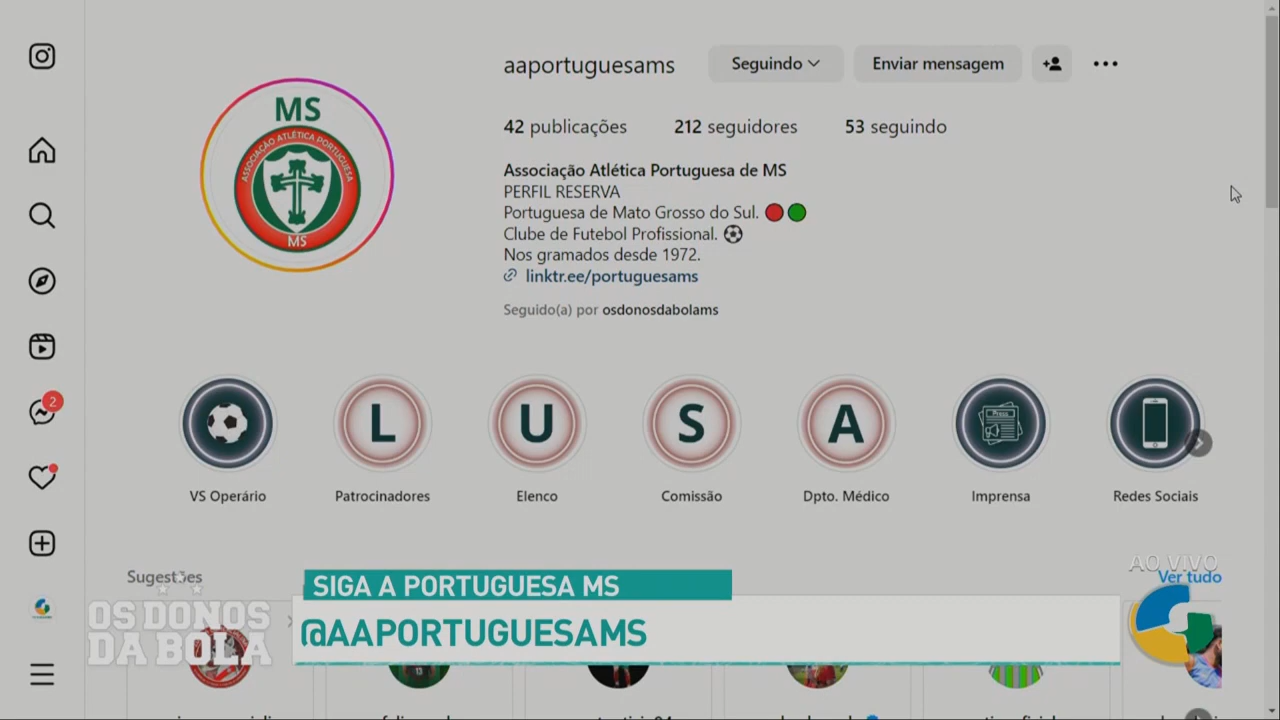 aaportuguesams
Seguindo
Enviar mensagem
42 publicações
212 seguidores
53 seguindo
MS
ASSOCIAÇÃO ATLÉTICA PORTUGUESA
MS
Associação Atlética Portuguesa de MS
PERFIL RESERVA
Portuguesa de Mato Grosso do Sul.
Clube de Futebol Profissional.
Nos gramados desde 1972.
linktr.ee/portuguesams
Seguido(a) por osdonosdabolams
2
L
U
S
A
Press
VS Operário
Patrocinadores
Elenco
Comissão
Dpto. Médico
Imprensa
Redes Sociais
Sugestões
AO VIVO
Ver tudo
OS DONOS
DA BOLA
SIGA A PORTUGUESA MS
@AAPORTUGUESAMS